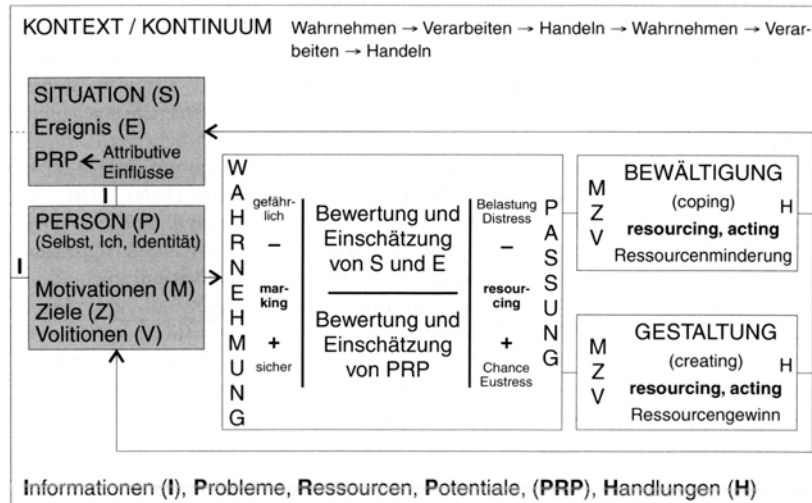 KONTEXT / KONTINUUM
Wahrnehmen → Verarbeiten → Handeln → Wahrnehmen → Verar-
beiten → Handeln
SITUATION (S)
Ereignis (E)
PRP ← Attributive
Einflüsse
I
PERSON (P)
(Selbst, Ich, Identität)
I
Motivationen (M)
Ziele (Z)
Volitionen (V)
WAHRNEHMUNG
gefähr-
lich
–
mar-
king
+
sicher
Bewertung und
Einschätzung
von S und E
Bewertung und
Einschätzung
von PRP
Belastung
Distress
–
resour-
cing
+
Chance
Eustress
PASSUNG
M
Z
V
BEWÄLTIGUNG
(coping)
resourcing, acting
Ressourcenminderung
H
M
Z
V
GESTALTUNG
(creating)
resourcing, acting
Ressourcengewinn
H
Informationen (I), Probleme, Ressourcen, Potentiale, (PRP), Handlungen (H)